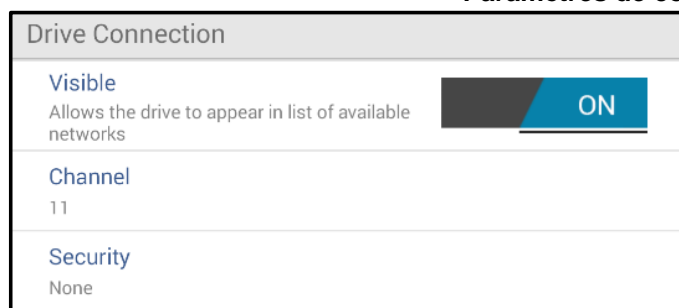 Drive Connection
Visible
Allows the drive to appear in list of available
networks
ON
Channel
11
Security
None